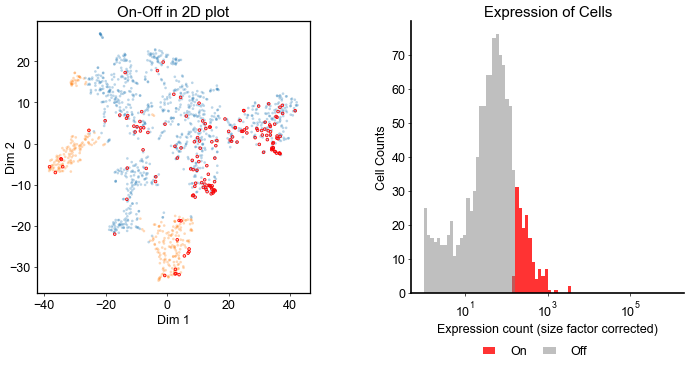 On-Off in 2D plot
20
10
0
−10
−20
−30
Dim 2
−40
−20
0
20
40
Dim 1
Expression of Cells
70
60
50
40
30
20
10
0
Cell Counts
10^1
10^3
10^5
Expression count (size factor corrected)
On
Off